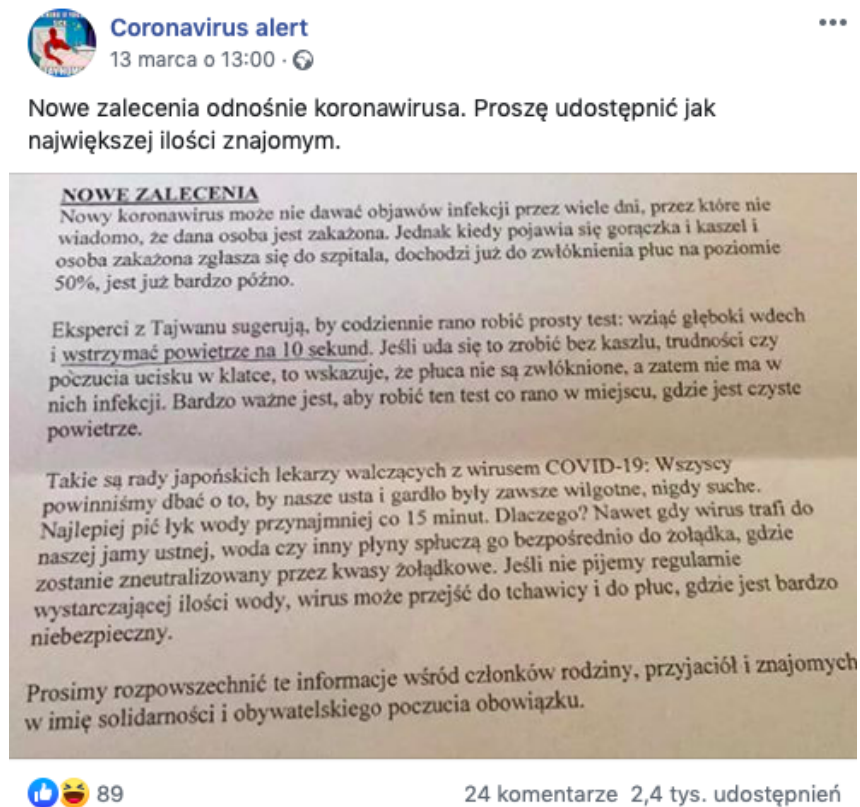 Coronavirus alert
13 marca o 13:00 ·
Nowe zalecenia odnośnie koronawirusa. Proszę udostępnić jak
największej ilości znajomym.
NOWE ZALECENIA
Nowy koronawirus może nie dawać objawów infekcji przez wiele dni, przez które nie
wiadomo, że dana osoba jest zakażona. Jednak kiedy pojawia się gorączka i kaszel i
osoba zakażona zgłasza się do szpitala, dochodzi już do zwłóknienia płuc na poziomie
50%, jest już bardzo późno.
Eksperci z Tajwanu sugerują, by codziennie rano robić prosty test: wziąć głęboki wdech
i wstrzymać powietrze na 10 sekund. Jeśli uda się to zrobić bez kaszlu, trudności czy
poczucia ucisku w klatce, to wskazuje, że płuca nie są zwłóknione, a zatem nie ma w
nich infekcji. Bardzo ważne jest, aby robić ten test co rano w miejscu, gdzie jest czyste
powietrze.
Takie są rady japońskich lekarzy walczących z wirusem COVID-19: Wszyscy
powinniśmy dbać o to, by nasze usta i gardło były zawsze wilgotne, nigdy suche.
Najlepiej pić łyk wody przynajmniej co 15 minut. Dlaczego? Nawet gdy wirus trafi do
naszej jamy ustnej, woda czy inny płyny spłuczą go bezpośrednio do żołądka, gdzie
zostanie zneutralizowany przez kwasy żołądkowe. Jeśli nie pijemy regularnie
wystarczającej ilości wody, wirus może przejść do tchawicy i do płuc, gdzie jest bardzo
niebezpieczny.
Prosimy rozpowszechnić te informacje wśród członków rodziny, przyjaciół i znajomych
w imię solidarności i obywatelskiego poczucia obowiązku.
89
24 komentarze 2,4 tys. udostępnień